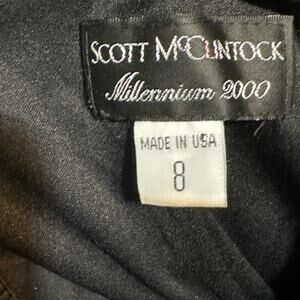 SCOTT McCLINTOCK
Millennium 2000
MADE IN USA
8